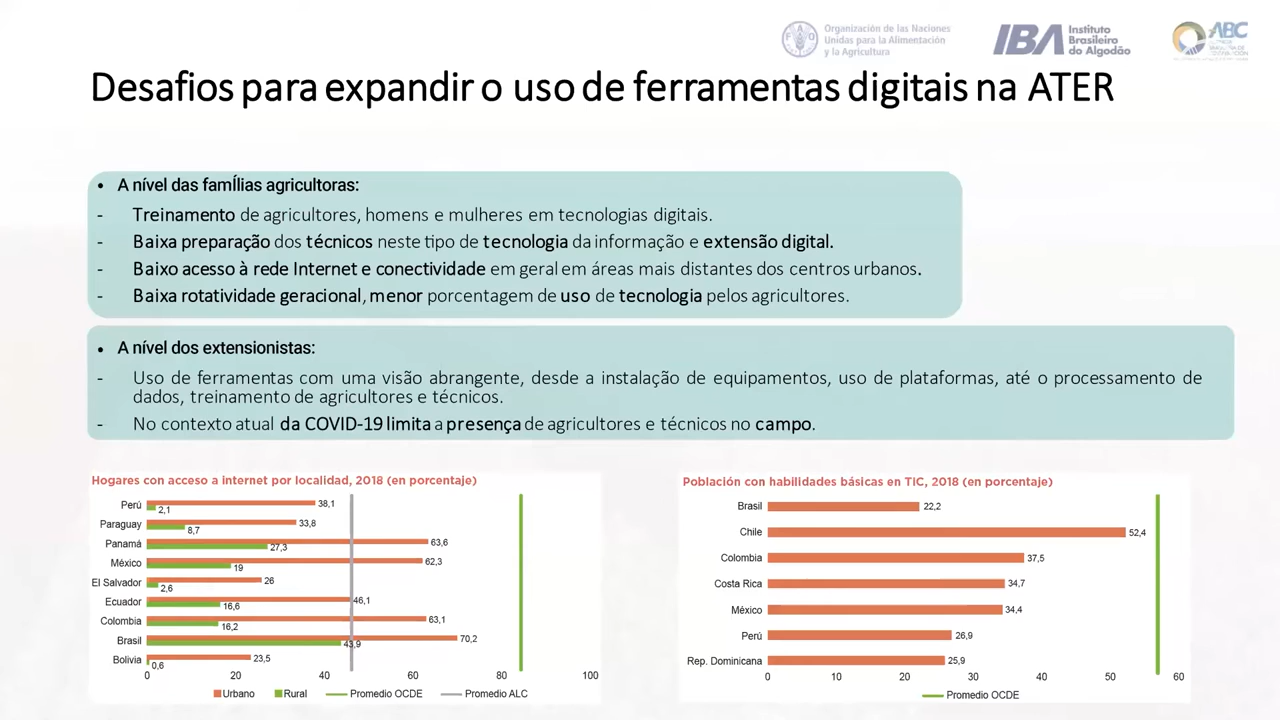 Organización de las Naciones
Unidas para la Alimentación
y la Agricultura
IBA Instituto
Brasileiro
do Algodão
ABC
Desafios para expandir o uso de ferramentas digitais na ATER
• A nível das famílias agricultoras:
- Treinamento de agricultores, homens e mulheres em tecnologias digitais.
- Baixa preparação dos técnicos neste tipo de tecnologia da informação e extensão digital.
- Baixo acesso à rede Internet e conectividade em geral em áreas mais distantes dos centros urbanos.
- Baixa rotatividade geracional, menor porcentagem de uso de tecnologia pelos agricultores.
• A nível dos extensionistas:
- Uso de ferramentas com uma visão abrangente, desde a instalação de equipamentos, uso de plataformas, até o processamento de
dados, treinamento de agricultores e técnicos.
- No contexto atual da COVID-19 limita a presença de agricultores e técnicos no campo.
Hogares con acceso a internet por localidad, 2018 (en porcentaje)
Perú 38,1
2,1
Paraguay 33,8
8,7
Panamá 63,6
27,3
México 62,3
19
El Salvador 26
2,6
Ecuador 46,1
16,6
Colombia 63,1
16,2
Brasil 70,2
43,9
Bolivia 23,5
0,6
0 20 40 60 80 100
Urbano Rural Promedio OCDE Promedio ALC
Población con habilidades básicas en TIC, 2018 (en porcentaje)
Brasil 22,2
Chile 52,4
Colombia 37,5
Costa Rica 34,7
México 34,4
Perú 26,9
Rep. Dominicana 25,9
0 10 20 30 40 50 60
Promedio OCDE